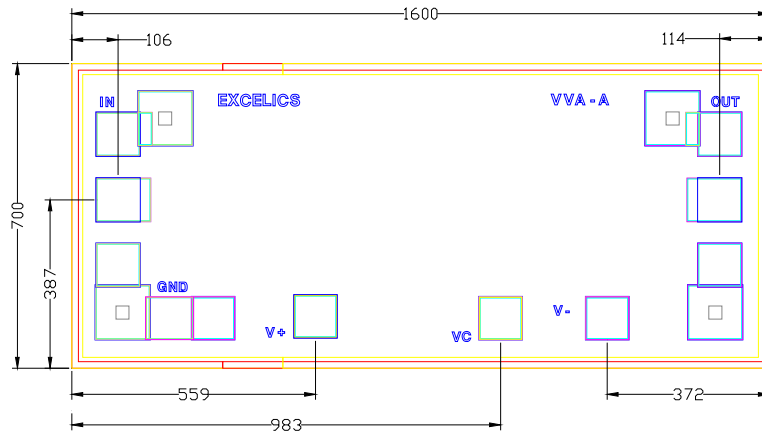 1600
106
114
IN
EXCELICS
VVA-A
OUT
700
387
GND
V+
VC
V-
559
372
983